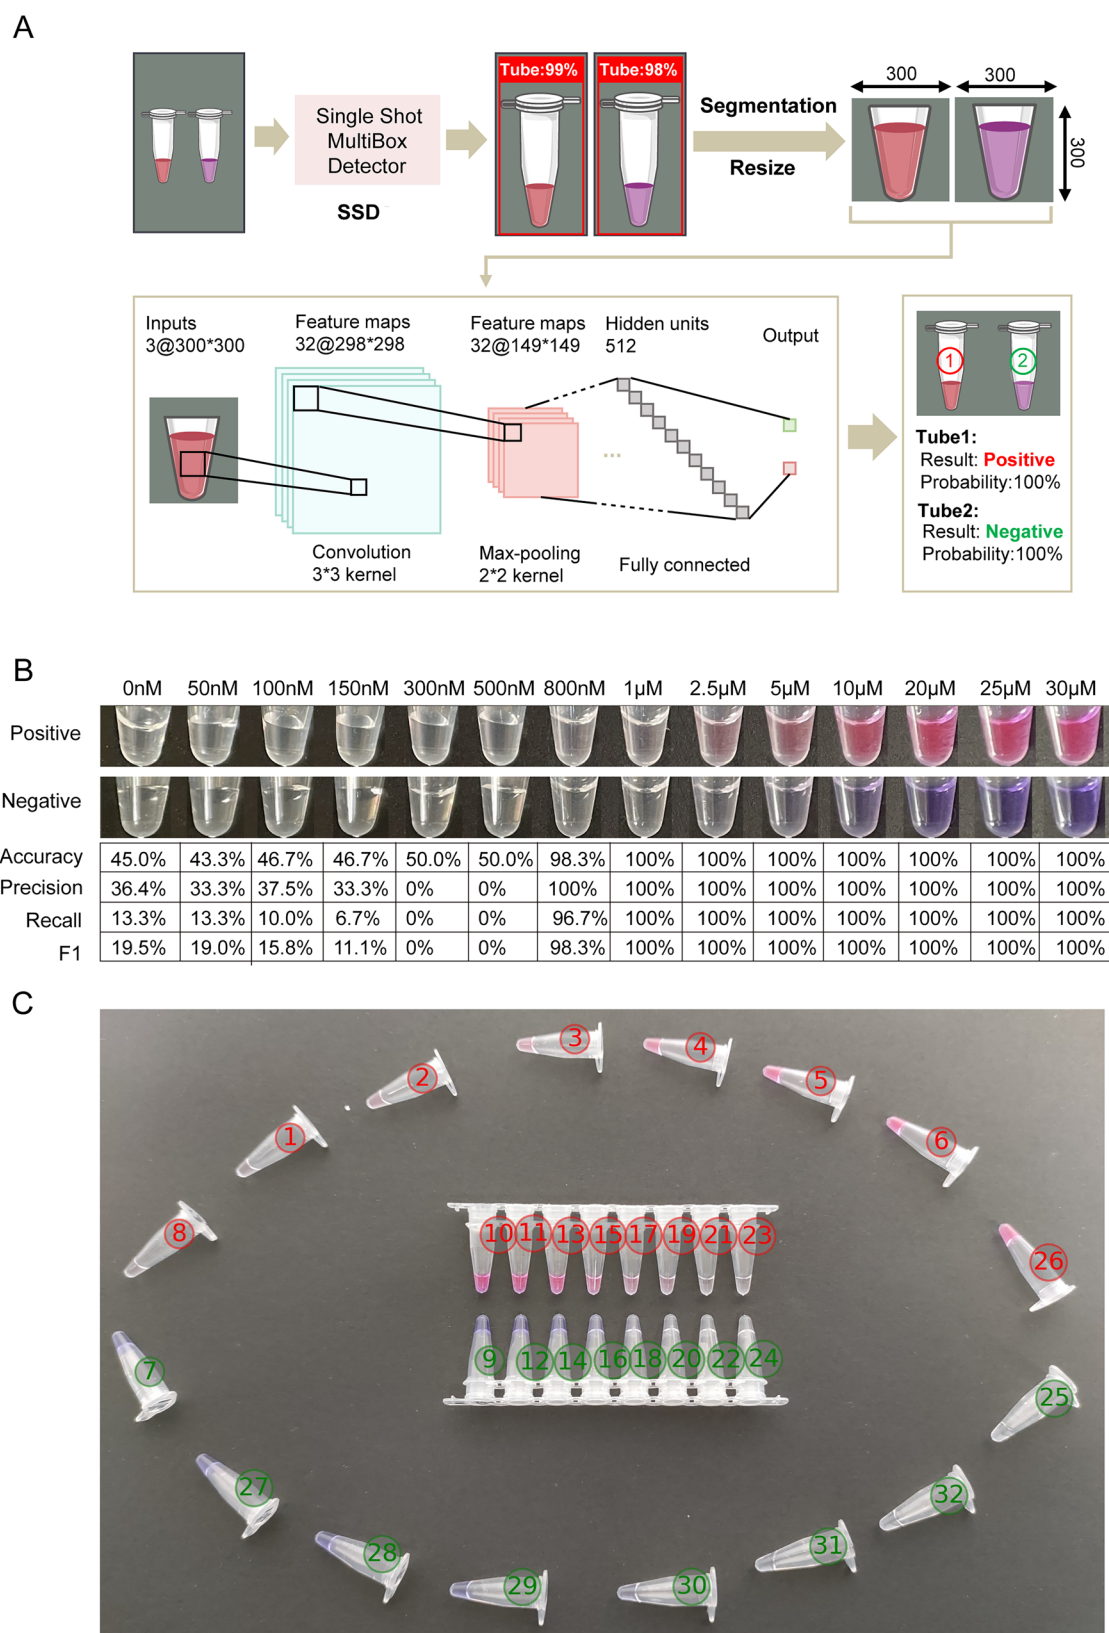 A
Tube:99%
Tube:98%
Single Shot
MultiBox
Detector
SSD
Segmentation
Resize
300
300
300
Inputs
3@300*300
Feature maps
32@298*298
Feature maps
32@149*149
Hidden units
512
Output
...
Convolution
3*3 kernel
Max-pooling
2*2 kernel
Fully connected
1
2
Tube1:
Result: Positive
Probability:100%
Tube2:
Result: Negative
Probability:100%
B
0nM 50nM 100nM 150nM 300nM 500nM 800nM 1µM 2.5µM 5µM 10µM 20µM 25µM 30µM
Positive
Negative
Accuracy 45.0% 43.3% 46.7% 46.7% 50.0% 50.0% 98.3% 100% 100% 100% 100% 100% 100% 100%
Precision 36.4% 33.3% 37.5% 33.3% 0% 0% 100% 100% 100% 100% 100% 100% 100% 100%
Recall 13.3% 13.3% 10.0% 6.7% 0% 0% 96.7% 100% 100% 100% 100% 100% 100% 100%
F1 19.5% 19.0% 15.8% 11.1% 0% 0% 98.3% 100% 100% 100% 100% 100% 100% 100%
C
3
4
2
5
1
6
8
10 11 13 15 17 19 21 23
26
7
9 12 14 16 18 20 22 24
25
27
32
28
31
29
30